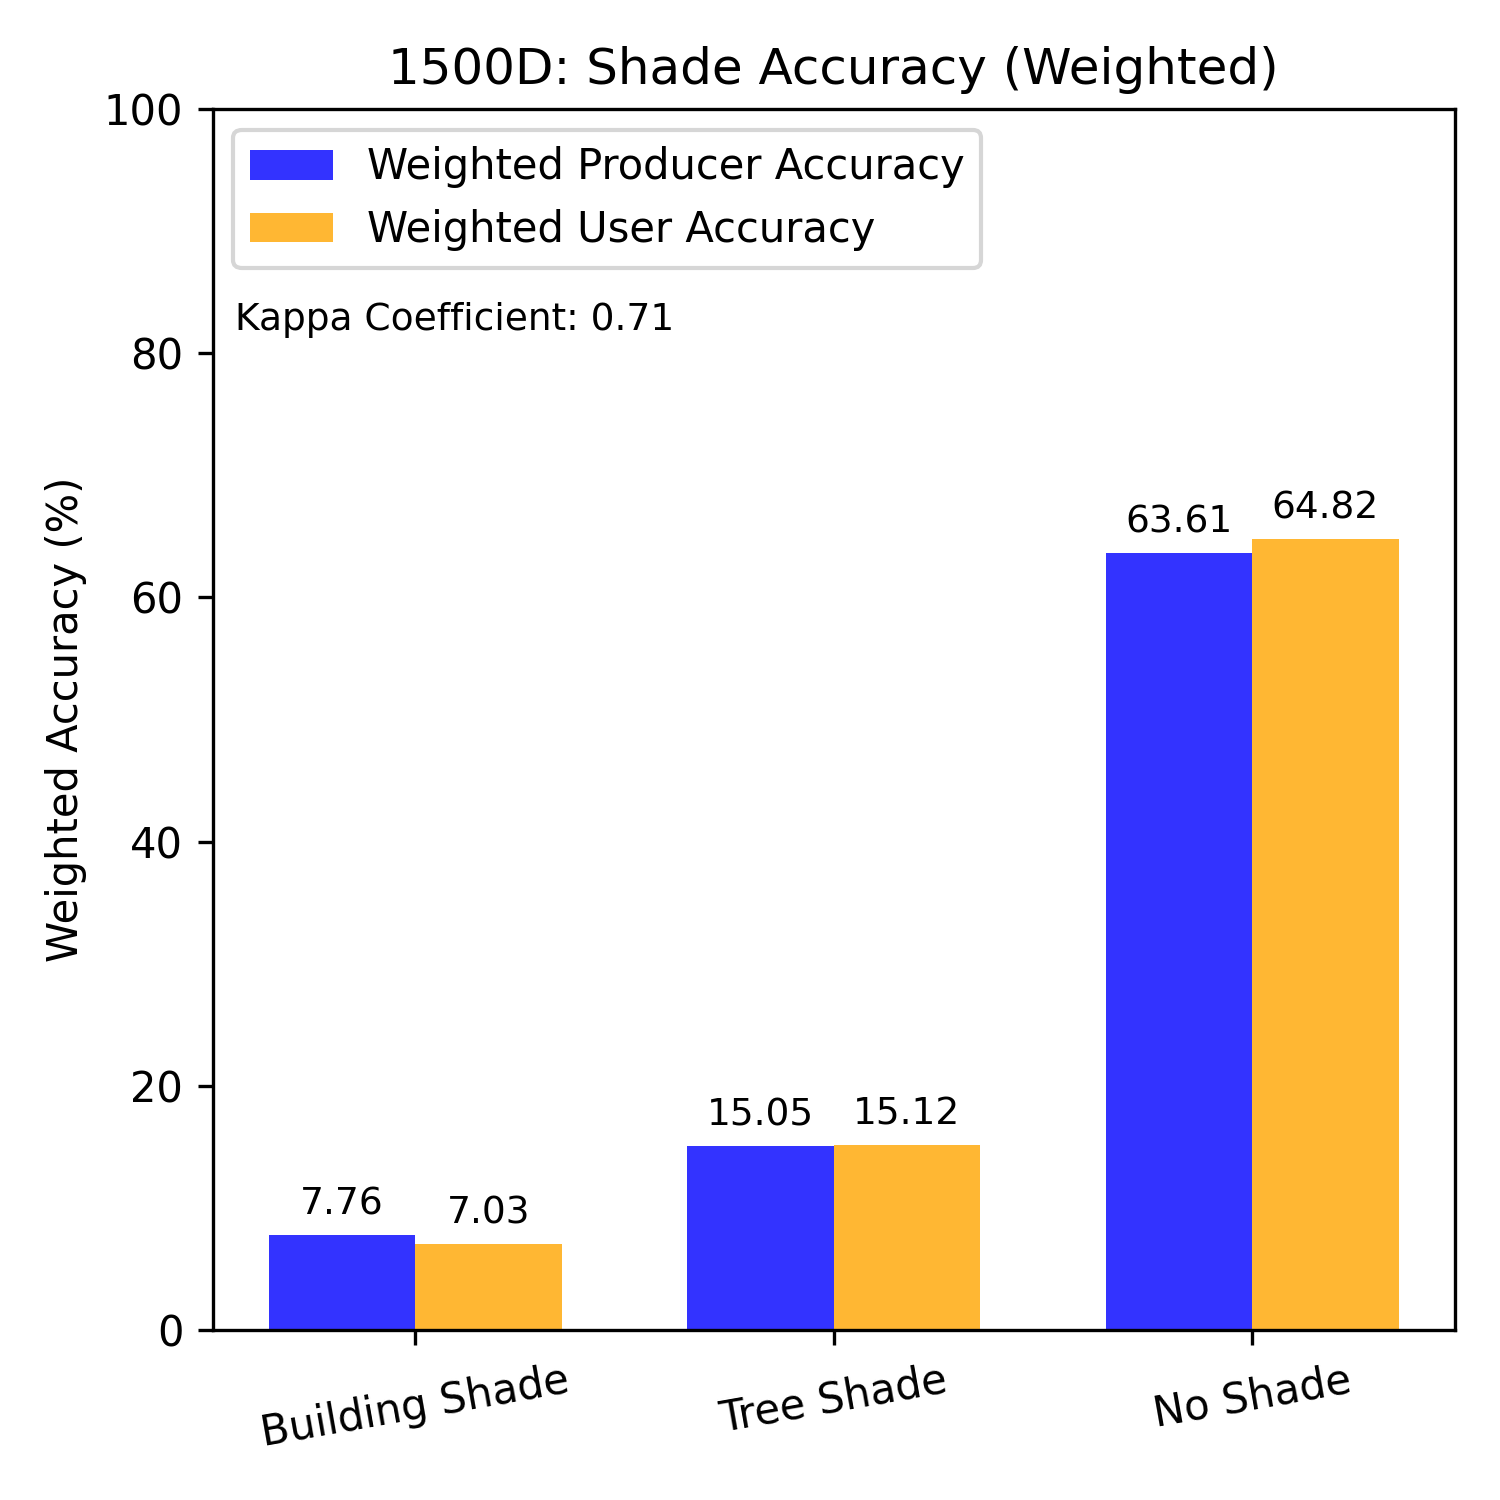 1500D: Shade Accuracy (Weighted)
Weighted Producer Accuracy
Weighted User Accuracy
Kappa Coefficient: 0.71
Weighted Accuracy (%)
100
80
60
40
20
0
7.76
7.03
15.05
15.12
63.61
64.82
Building Shade
Tree Shade
No Shade